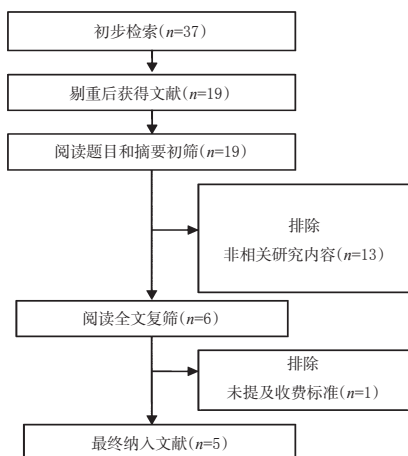 初步检索(n=37)
剔重后获得文献(n=19)
阅读题目和摘要初筛(n=19)
排除
非相关研究内容(n=13)
阅读全文复筛(n=6)
排除
未提及收费标准(n=1)
最终纳入文献(n=5)